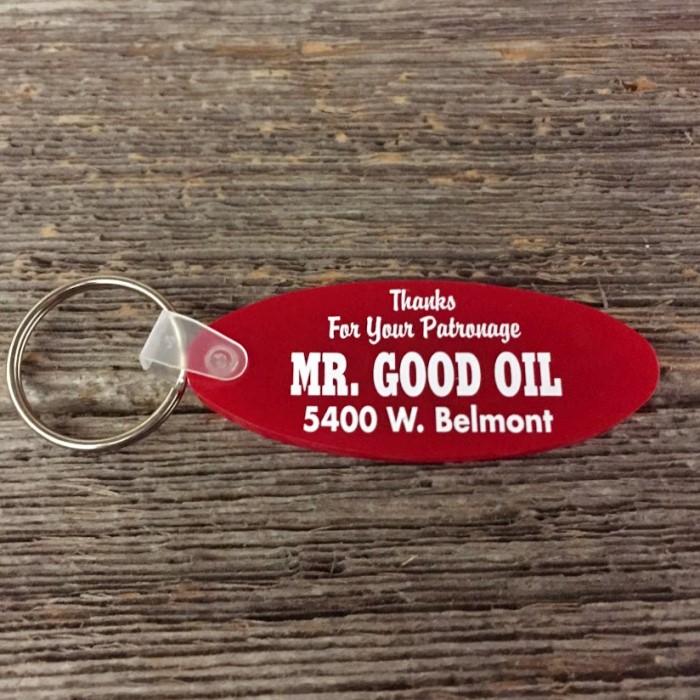 Thanks
For Your Patronage
MR. GOOD OIL
5400 W. Belmont